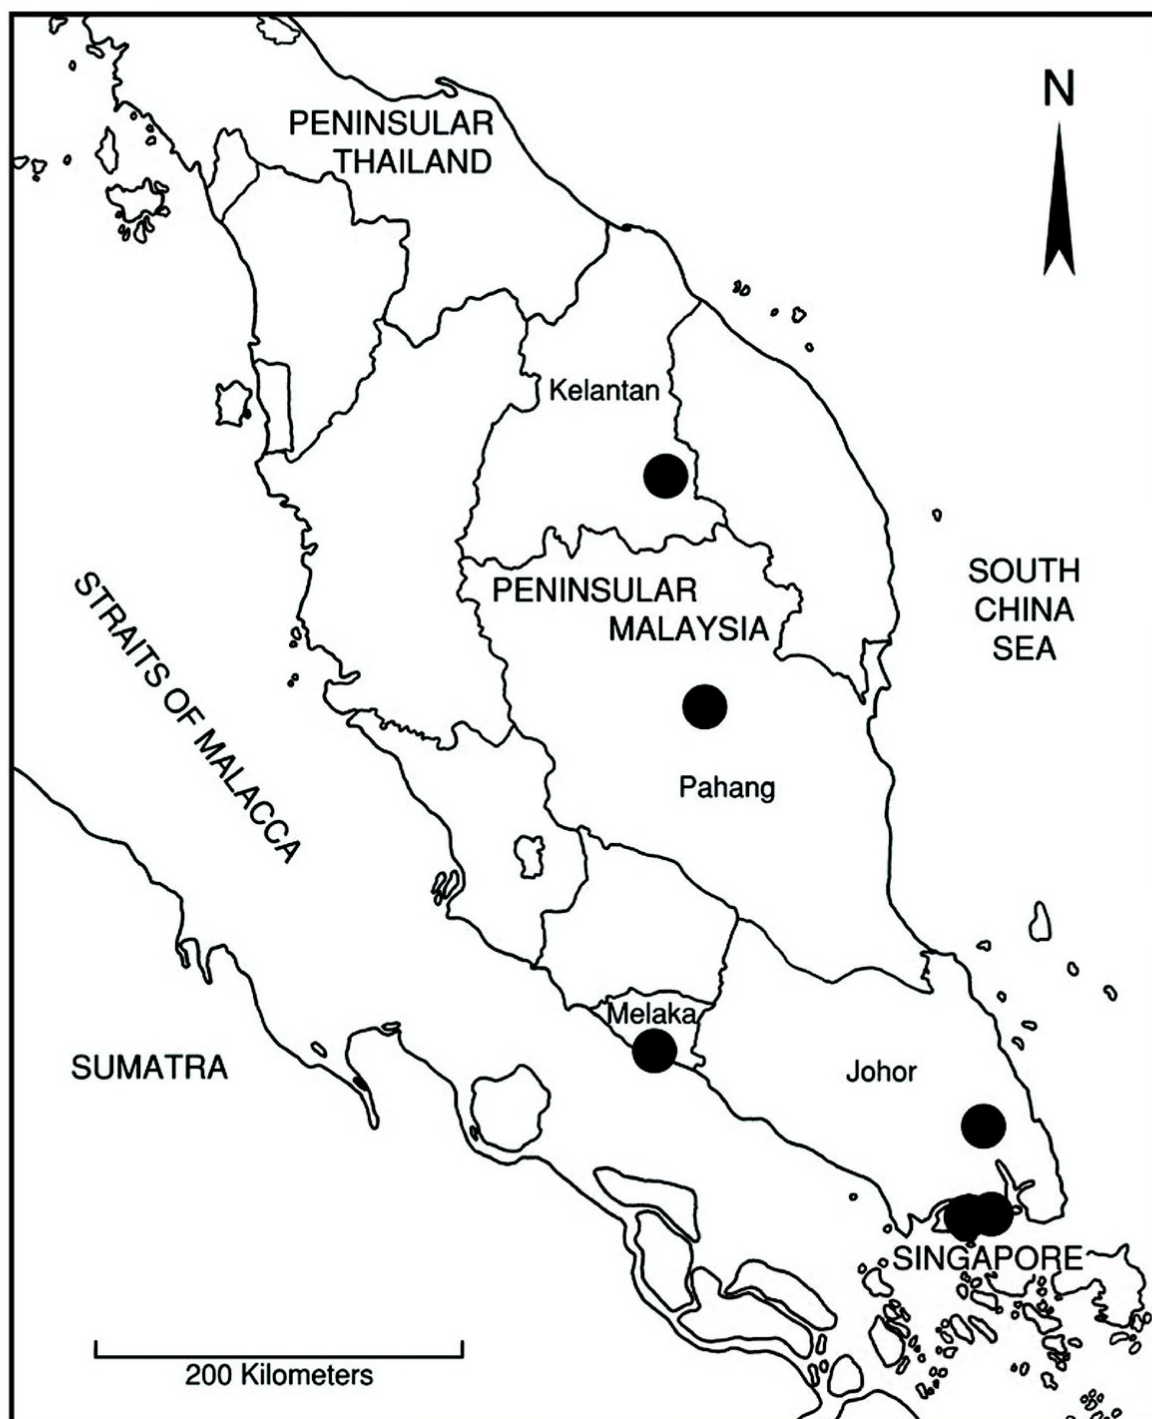 N
PENINSULAR
THAILAND
Kelantan
SOUTH
CHINA
SEA
PENINSULAR
MALAYSIA
STRAITS OF MALACCA
Pahang
Melaka
SUMATRA
Johor
SINGAPORE
200 Kilometers